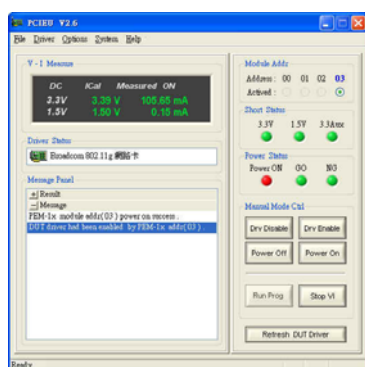 PCIEU V2.6
File Driver Options System Help
V - I Measure
DC ICal Measured ON
3.3V 3.39 V 105.65 mA
1.5V 1.50 V 0.15 mA
Driver Status
Broadcom 802.11g 網路卡
Message Panel
+ Result
- Message
PEM-1x module addr( 03 ) power on success .
DUT driver had been enabled by PEM-1x addr( 03 ) .
Module Addr
Address : 00 01 02 03
Actived :
Short Status
3.3V 1.5V 3.3Aux
Power Status
Power ON GO NG
Manual Mode Ctrl
Drv Disable Drv Enable
Power Off Power On
Run Prog Stop VI
Refresh DUT Driver
Ready